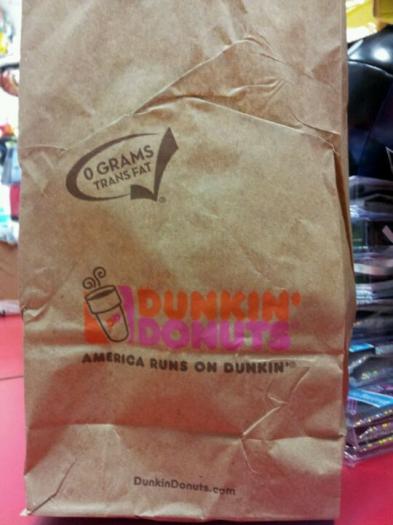 0 GRAMS
TRANS FAT
®
DUNKIN'
DONUTS®
AMERICA RUNS ON DUNKIN'®
DunkinDonuts.com